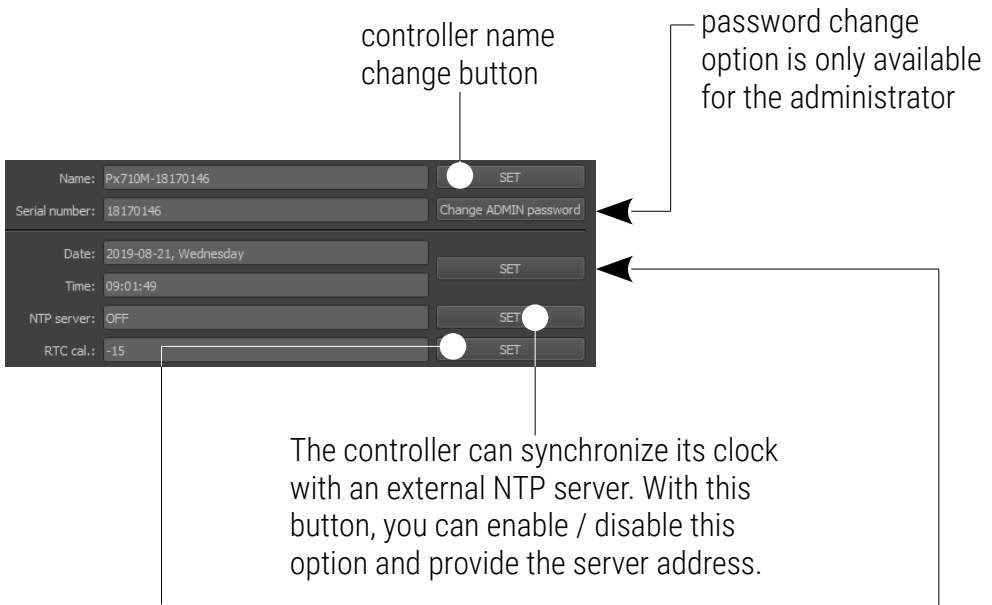 controller name
change button
password change
option is only available
for the administrator
Name: Px710M-18170146 SET
Serial number: 18170146 Change ADMIN password
Date: 2019-08-21, Wednesday
SET
Time: 09:01:49
NTP server: OFF SET
RTC cal.: -15 SET
The controller can synchronize its clock
with an external NTP server. With this
button, you can enable / disable this
option and provide the server address.